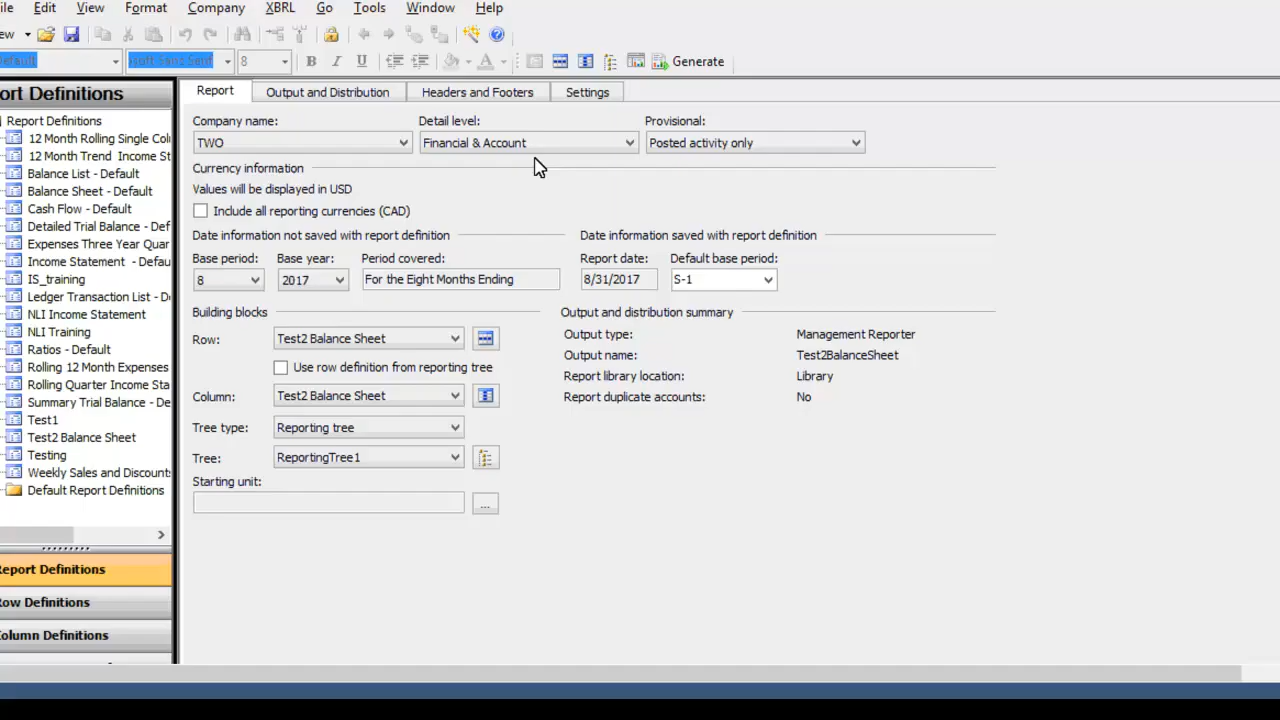 ile Edit View Format Company XBRL Go Tools Window Help
ew
8 B I U A Generate
ort Definitions
Report Definitions
12 Month Rolling Single Colu
12 Month Trend Income St
Balance List - Default
Balance Sheet - Default
Cash Flow - Default
Detailed Trial Balance - Def
Expenses Three Year Quar
Income Statement - Defau
IS_training
Ledger Transaction List - D
NLI Income Statement
NLI Training
Ratios - Default
Rolling 12 Month Expenses
Rolling Quarter Income Sta
Summary Trial Balance - De
Test1
Test2 Balance Sheet
Testing
Weekly Sales and Discount
Default Report Definitions
Report Definitions
Row Definitions
Column Definitions
Report Output and Distribution Headers and Footers Settings
Company name: Detail level: Provisional:
TWO Financial & Account Posted activity only
Currency information
Values will be displayed in USD
Include all reporting currencies (CAD)
Date information not saved with report definition Date information saved with report definition
Base period: Base year: Period covered: Report date: Default base period:
8 2017 For the Eight Months Ending 8/31/2017 S-1
Building blocks Output and distribution summary
Row: Test2 Balance Sheet
Use row definition from reporting tree
Column: Test2 Balance Sheet
Tree type: Reporting tree
Tree: ReportingTree1
Starting unit:
...
Output type: Management Reporter
Output name: Test2BalanceSheet
Report library location: Library
Report duplicate accounts: No